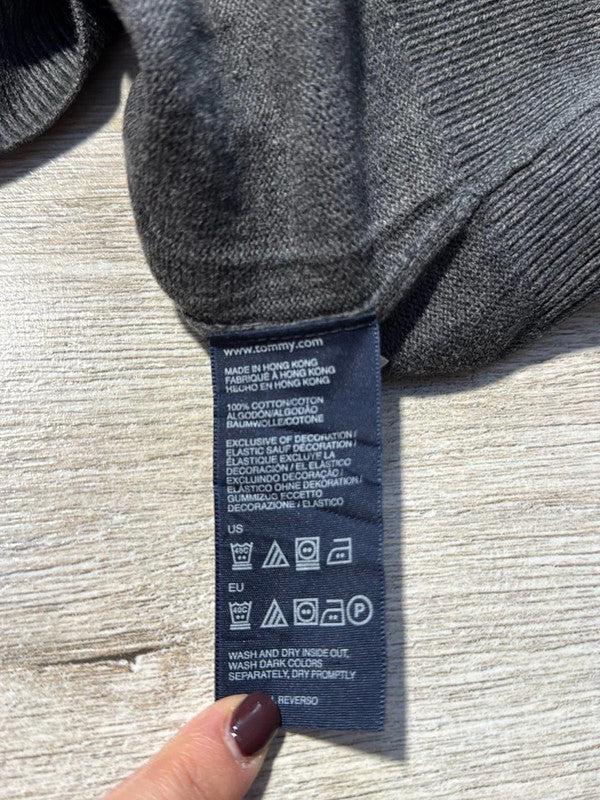 www.tommy.com
MADE IN HONG KONG
FABRIQUÉ À HONG KONG
HECHO EN HONG KONG
100% COTTON/COTON
ALGODÓN/ALGODÃO
BAUMWOLLE/COTONE
EXCLUSIVE OF DECORATION /
ELASTIC SAUF DÉCORATION /
ÉLASTIQUE EXCLUYE LA
DECORACIÓN / EL ELÁSTICO
EXCLUINDO DECORAÇÃO /
ELÁSTICO OHNE DEKORATION /
GUMMIZUG ECCETTO
DECORAZIONE / ELASTICO
US
40C
EU
40C P
WASH AND DRY INSIDE OUT,
WASH DARK COLORS
SEPARATELY, DRY PROMPTLY
REVERSO